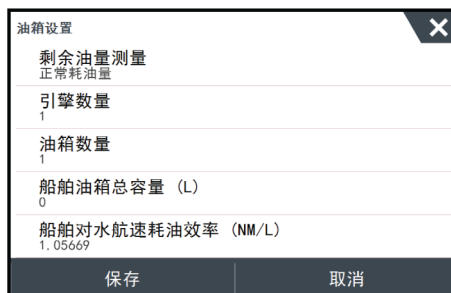 油箱设置
剩余油量测量
正常耗油量
引擎数量
1
油箱数量
1
船舶油箱总容量 (L)
0
船舶对水航速耗油效率 (NM/L)
1.05669
保存 取消